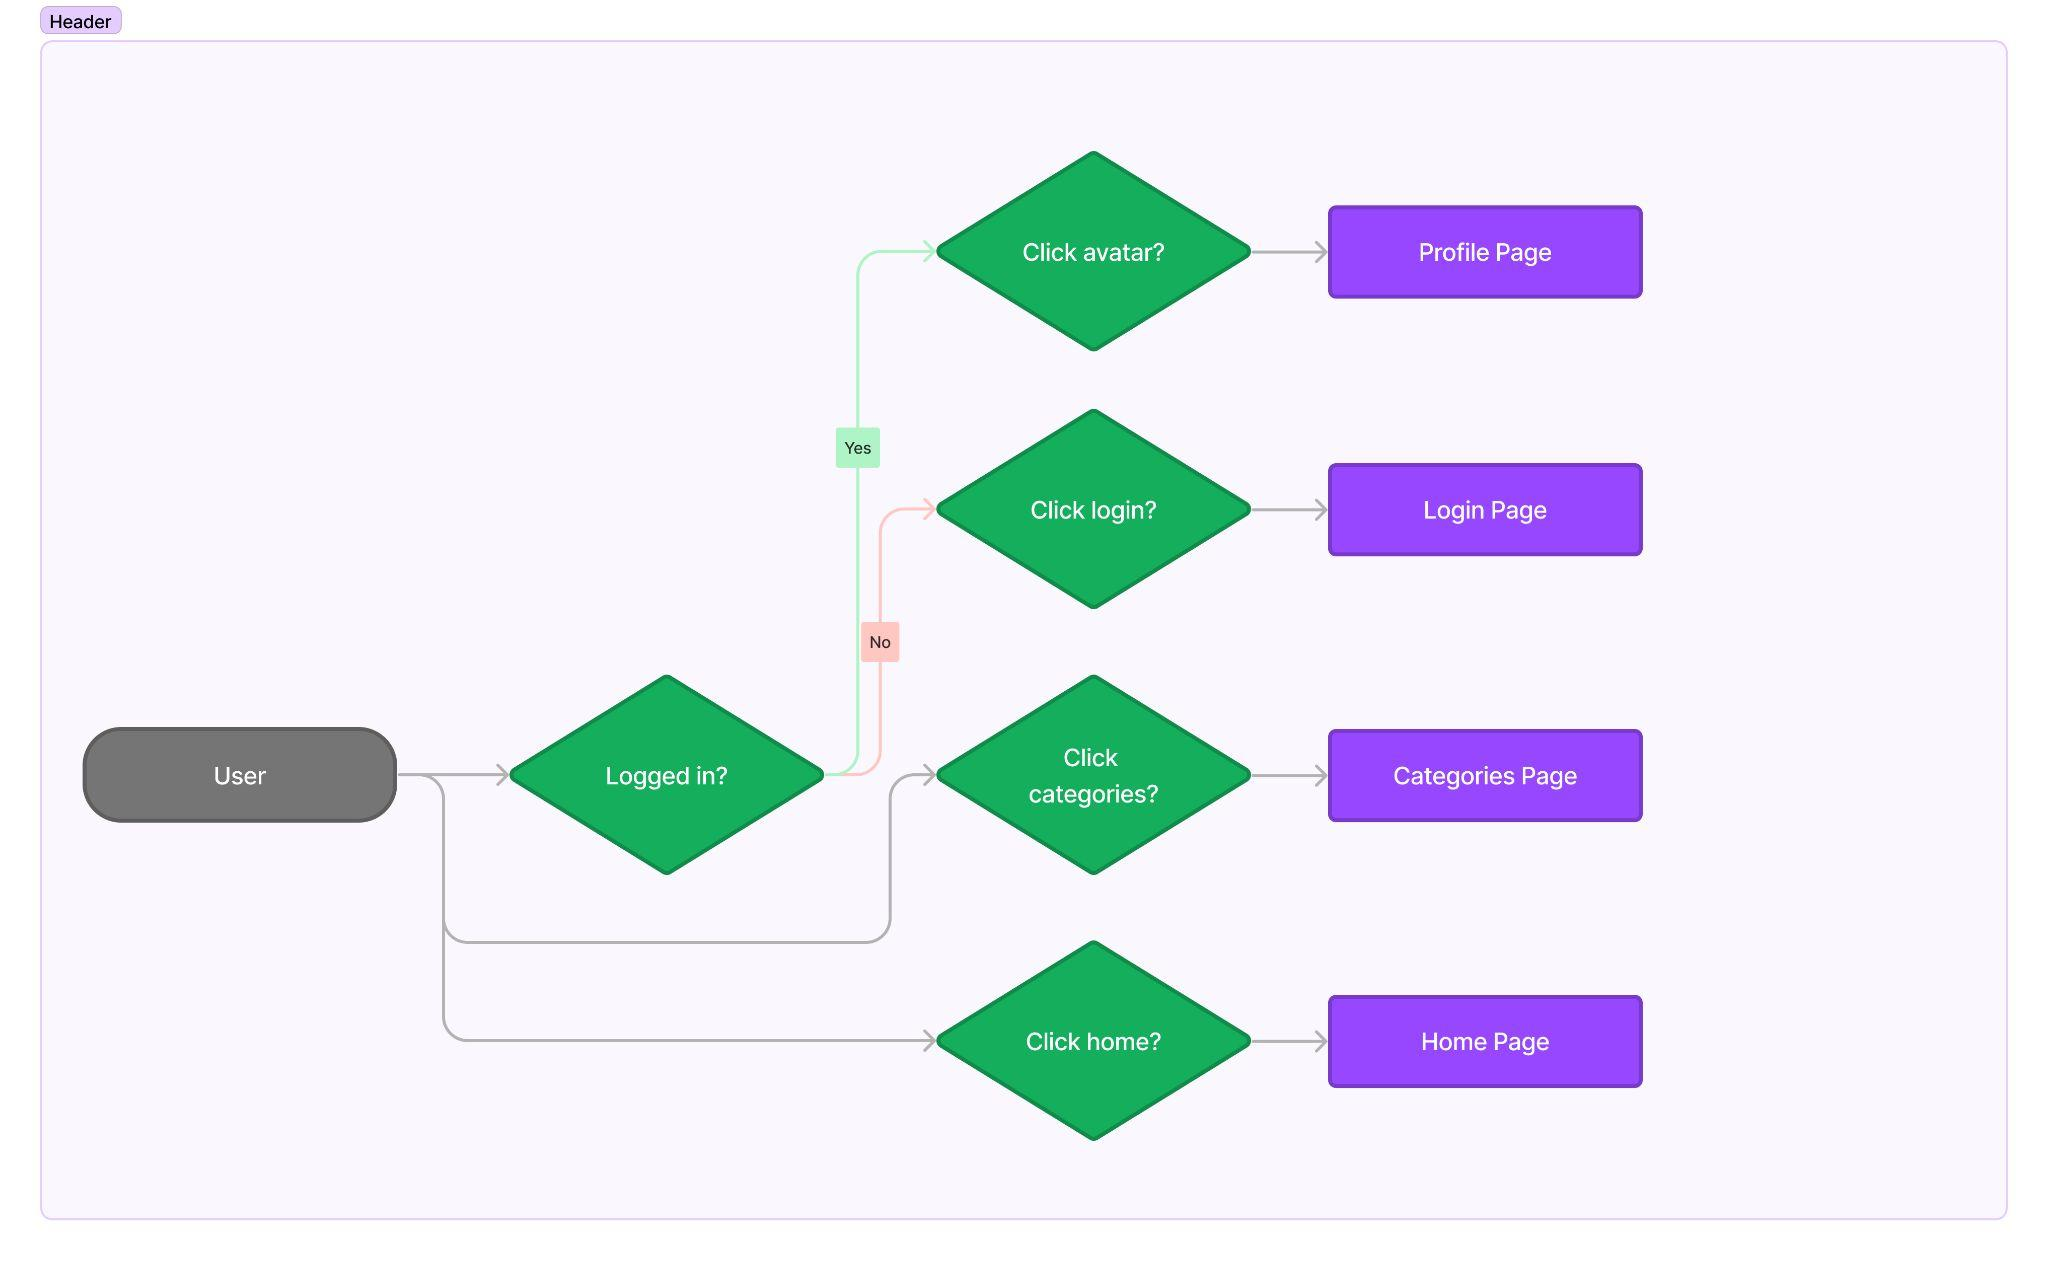 Header
Click avatar?
Profile Page
Yes
Click login?
Login Page
No
User
Logged in?
Click
categories?
Categories Page
Click home?
Home Page